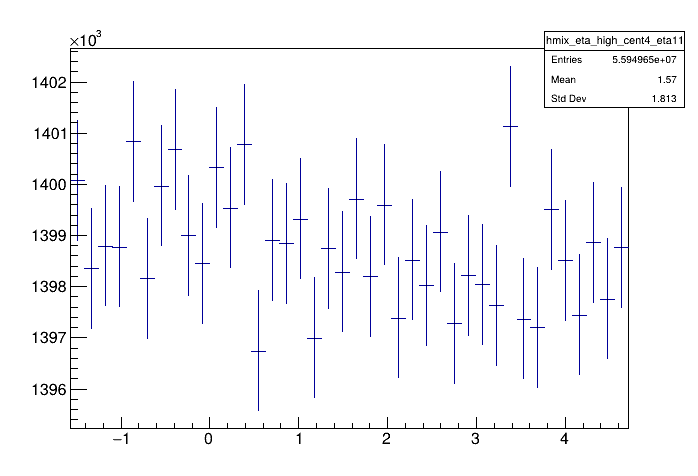 ×10³
hmix_eta_high_cent4_eta11
Entries 5.594965e+07
Mean 1.57
Std Dev 1.813
1402
1401
1400
1399
1398
1397
1396
−1 0 1 2 3 4